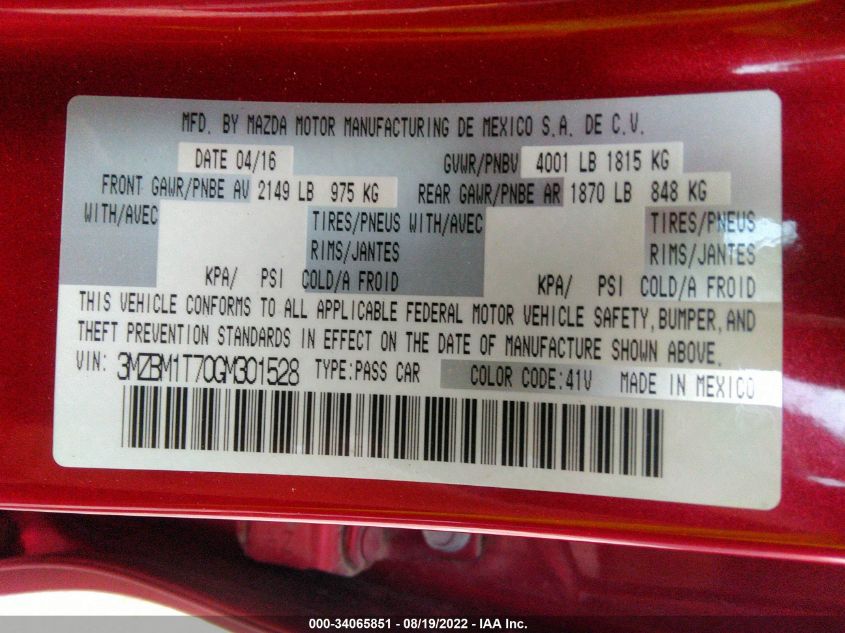 MFD. BY MAZDA MOTOR MANUFACTURING DE MEXICO S.A. DE C.V.
DATE 04/16 GVWR/PNBV 4001 LB 1815 KG
FRONT GAWR/PNBE AV 2149 LB 975 KG REAR GAWR/PNBE AR 1870 LB 848 KG
WITH/AVEC TIRES/PNEUS WITH/AVEC TIRES/PNEUS
RIMS/JANTES RIMS/JANTES
KPA/ PSI COLD/A FROID KPA/ PSI COLD/A FROID
THIS VEHICLE CONFORMS TO ALL APPLICABLE FEDERAL MOTOR VEHICLE SAFETY, BUMPER, AND
THEFT PREVENTION STANDARDS IN EFFECT ON THE DATE OF MANUFACTURE SHOWN ABOVE.
VIN: 3MZBM1T70GM301528 TYPE:PASS CAR COLOR CODE:41V MADE IN MEXICO
000-34065851 - 08/19/2022 - IAA Inc.